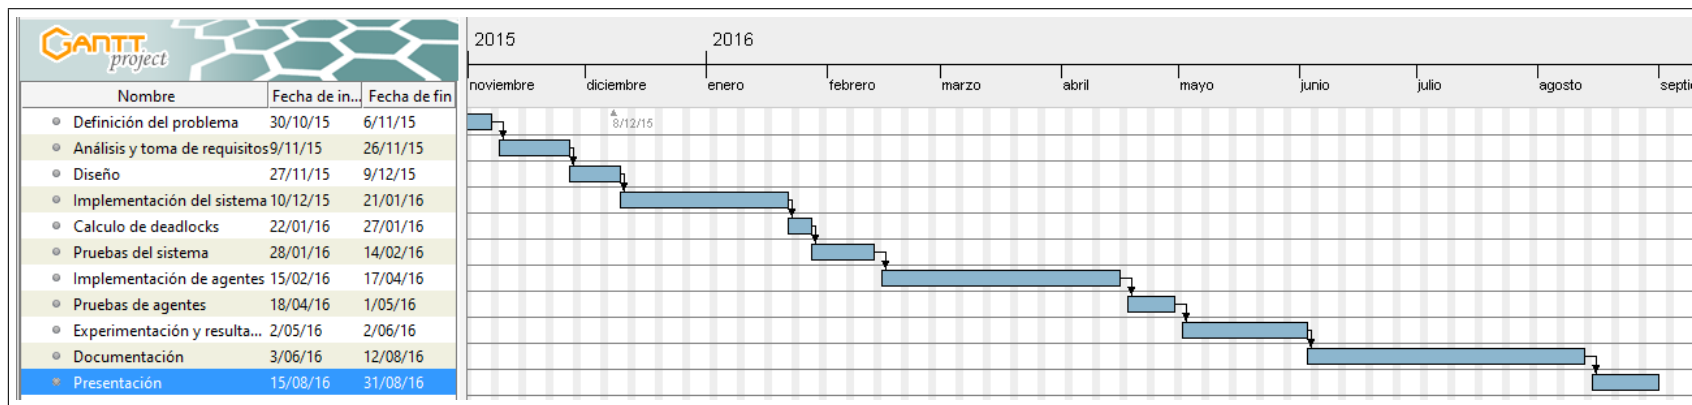 GANTT
project
2015 2016
noviembre diciembre enero febrero marzo abril mayo junio julio agosto septie
Nombre Fecha de in... Fecha de fin
Definición del problema 30/10/15 6/11/15
8/12/15
Análisis y toma de requisitos 9/11/15 26/11/15
Diseño 27/11/15 9/12/15
Implementación del sistema 10/12/15 21/01/16
Calculo de deadlocks 22/01/16 27/01/16
Pruebas del sistema 28/01/16 14/02/16
Implementación de agentes 15/02/16 17/04/16
Pruebas de agentes 18/04/16 1/05/16
Experimentación y resulta... 2/05/16 2/06/16
Documentación 3/06/16 12/08/16
Presentación 15/08/16 31/08/16